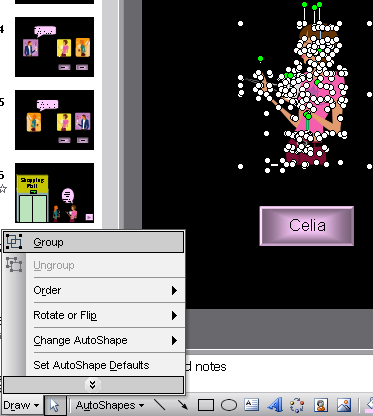 4
5
6
Shopping
Mall
Celia
Group
Ungroup
Order
Rotate or Flip
Change AutoShape
Set AutoShape Defaults
d notes
Draw
AutoShapes